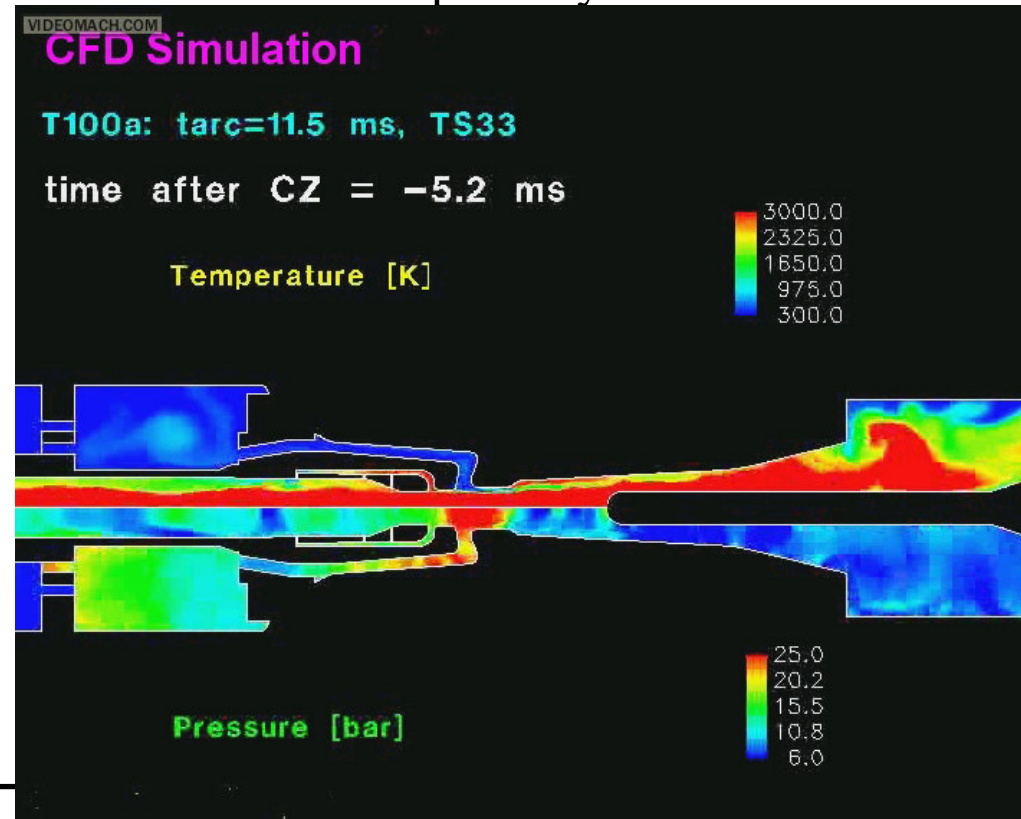 VIDEOMACH.COM
CFD Simulation
T100a: tarc=11.5 ms, TS33
time after CZ = -5.2 ms
3000.0
2325.0
1650.0
975.0
300.0
Temperature [K]
25.0
20.2
15.5
10.8
6.0
Pressure [bar]